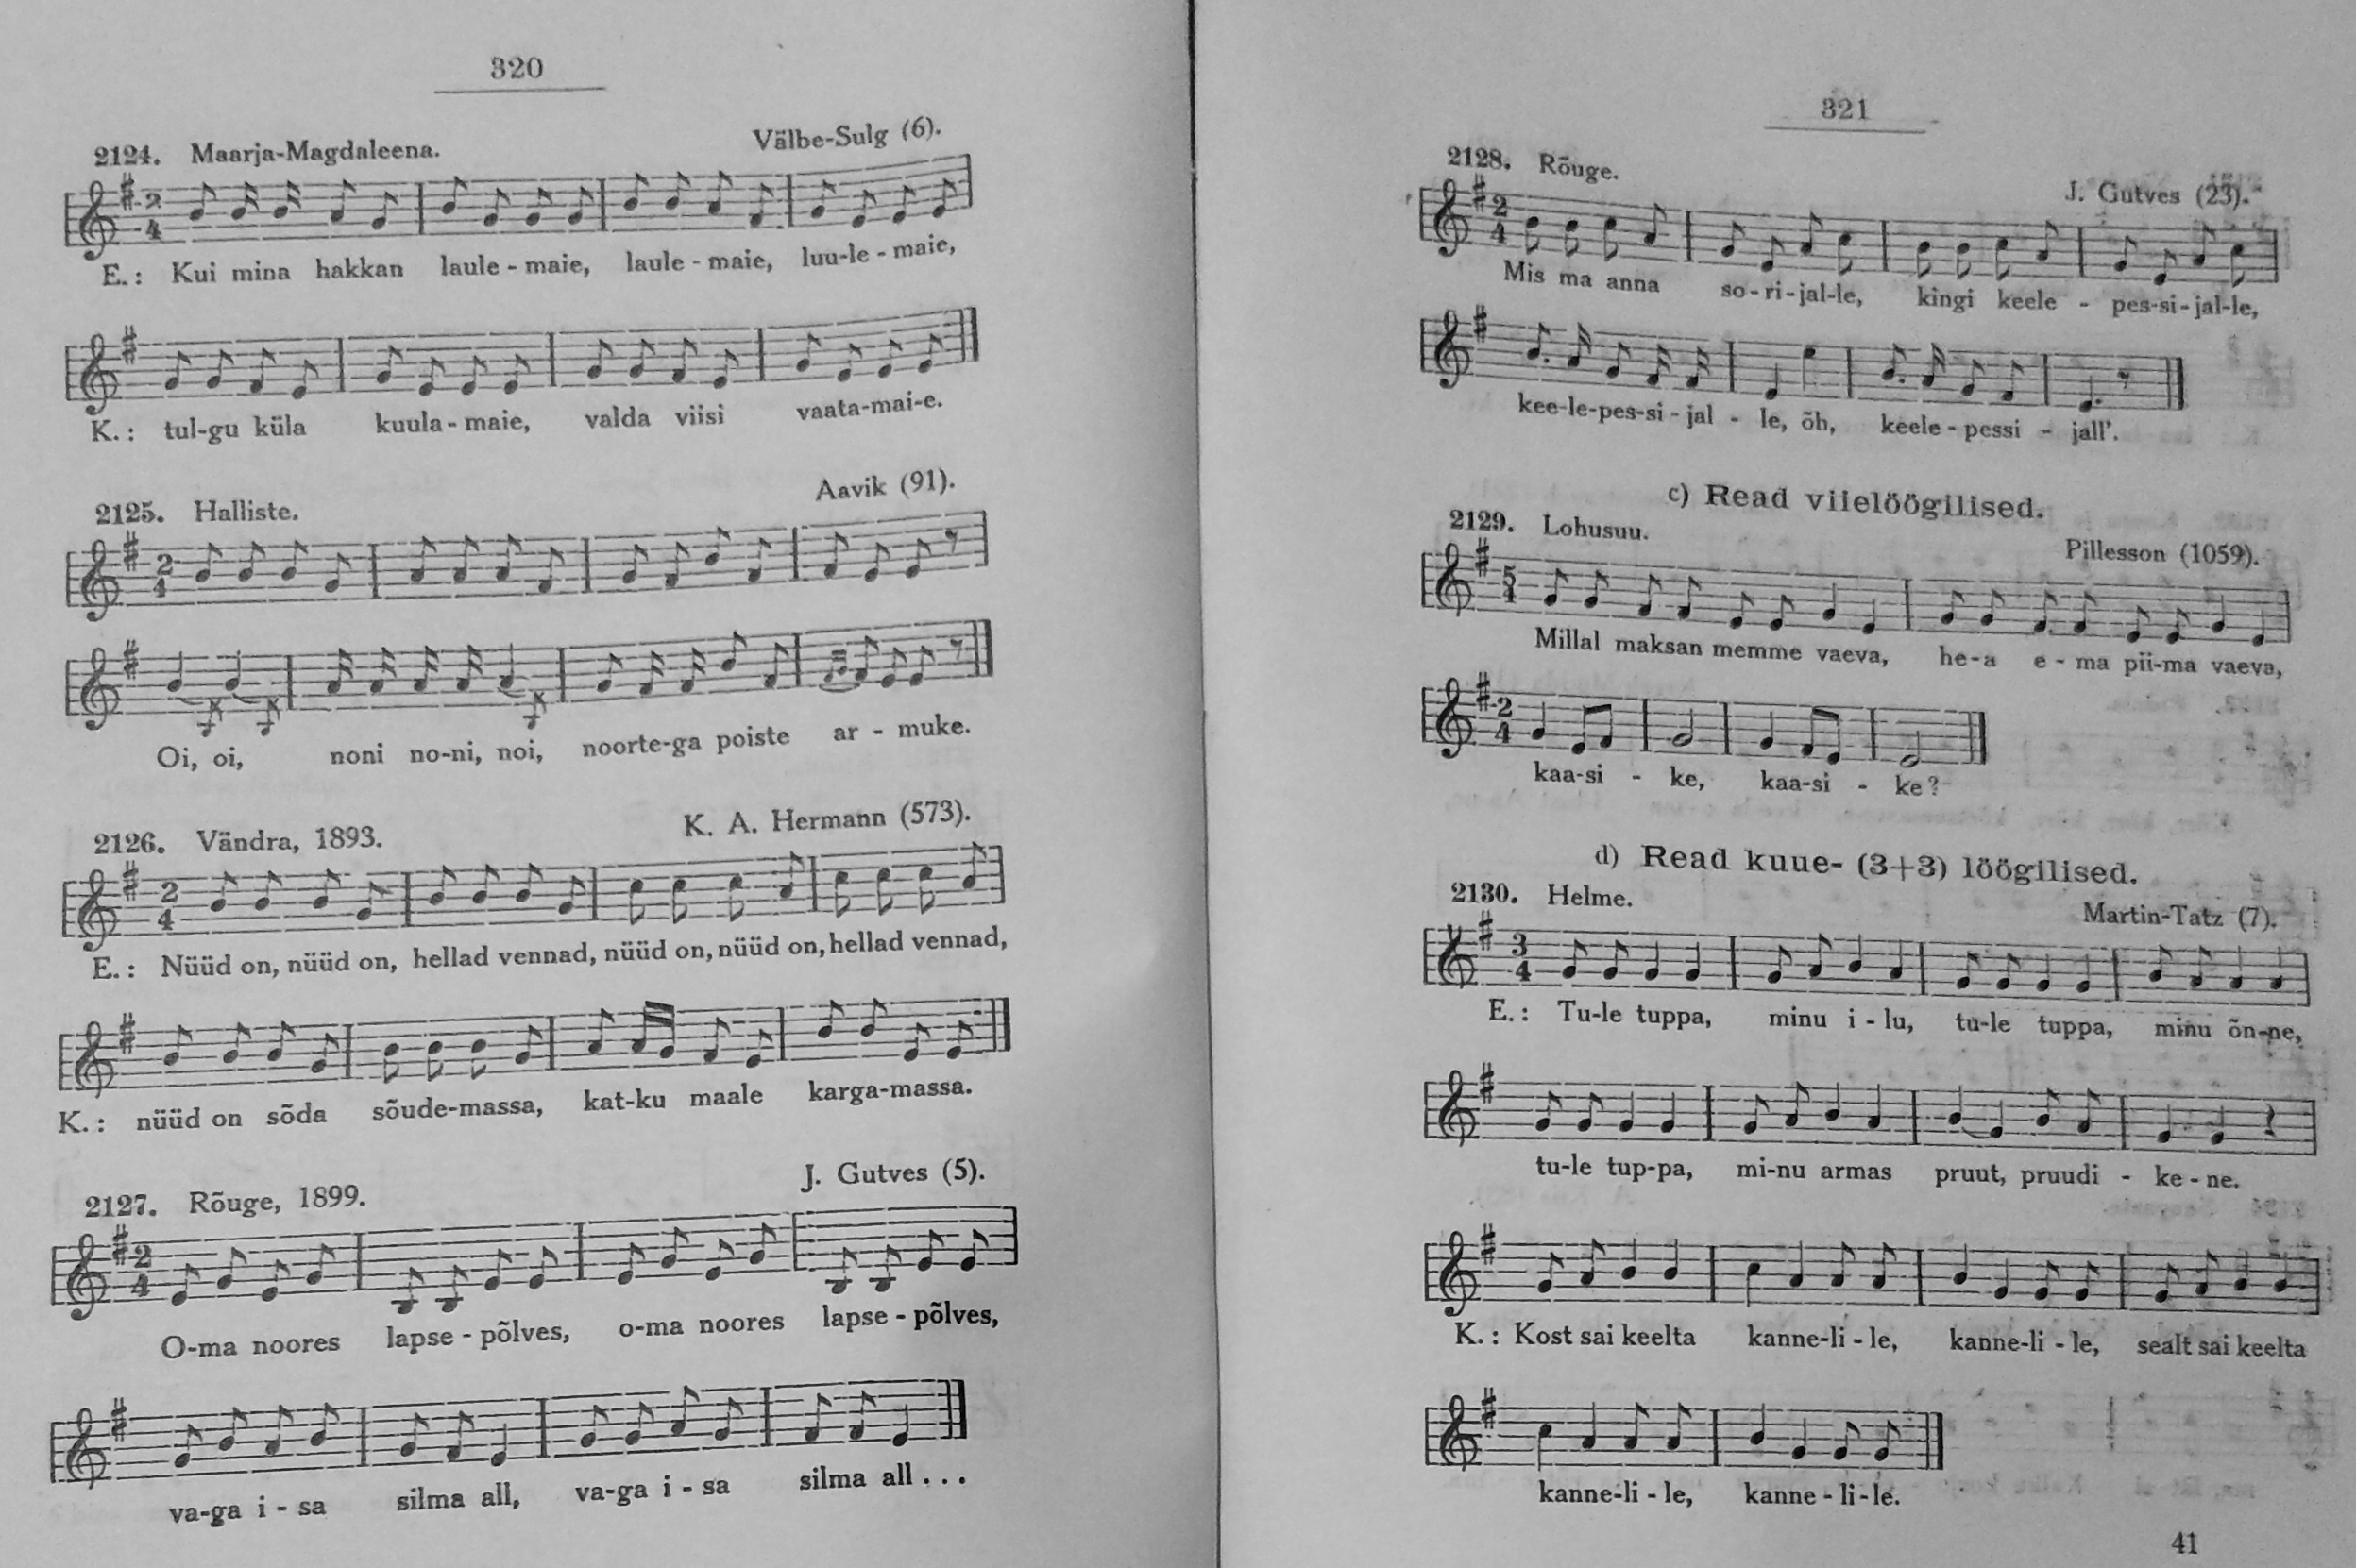 320
2124. Maarja-Magdaleena. Välbe-Sulg (6).
2 4
E.: Kui mina hakkan laule - maie, laule - maie, luu-le - maie,
K.: tul-gu küla kuula - maie, valda viisi vaata-mai-e.
2125. Halliste. Aavik (91).
2 4
Oi, oi, noni no-ni, noi, noorte-ga poiste ar - muke.
2126. Vändra, 1893. K. A. Hermann (573).
2 4
E.: Nüüd on, nüüd on, hellad vennad, nüüd on, nüüd on, hellad vennad,
K.: nüüd on sõda sõude-massa, kat-ku maale karga-massa.
2127. Rõuge, 1899. J. Gutves (5).
2 4
O-ma noores lapse - põlves, o-ma noores lapse - põlves,
va-ga i - sa silma all, va-ga i - sa silma all . . .
321
2128. Rõuge. J. Gutves (23).
2 4
Mis ma anna so-ri-jal-le, kingi keele - pes-si-jal-le,
kee-le-pes-si-jal - le, õh, keele-pessi - jall'.
c) Read viielöögilised.
2129. Lohusuu. Pillesson (1059).
5 4
Millal maksan memme vaeva, he-a e-ma pii-ma vaeva,
2 4
kaa-si - ke, kaa-si - ke?
d) Read kuue- (3+3) löögilised.
2130. Helme. Martin-Tatz (7).
3 4
E.: Tu-le tuppa, minu i - lu, tu-le tuppa, minu õn-ne,
tu-le tup-pa, mi-nu armas pruut, pruudi - ke - ne.
K.: Kost sai keelta kanne-li - le, kanne-li - le, sealt sai keelta
kanne-li - le, kanne - li-le.
41